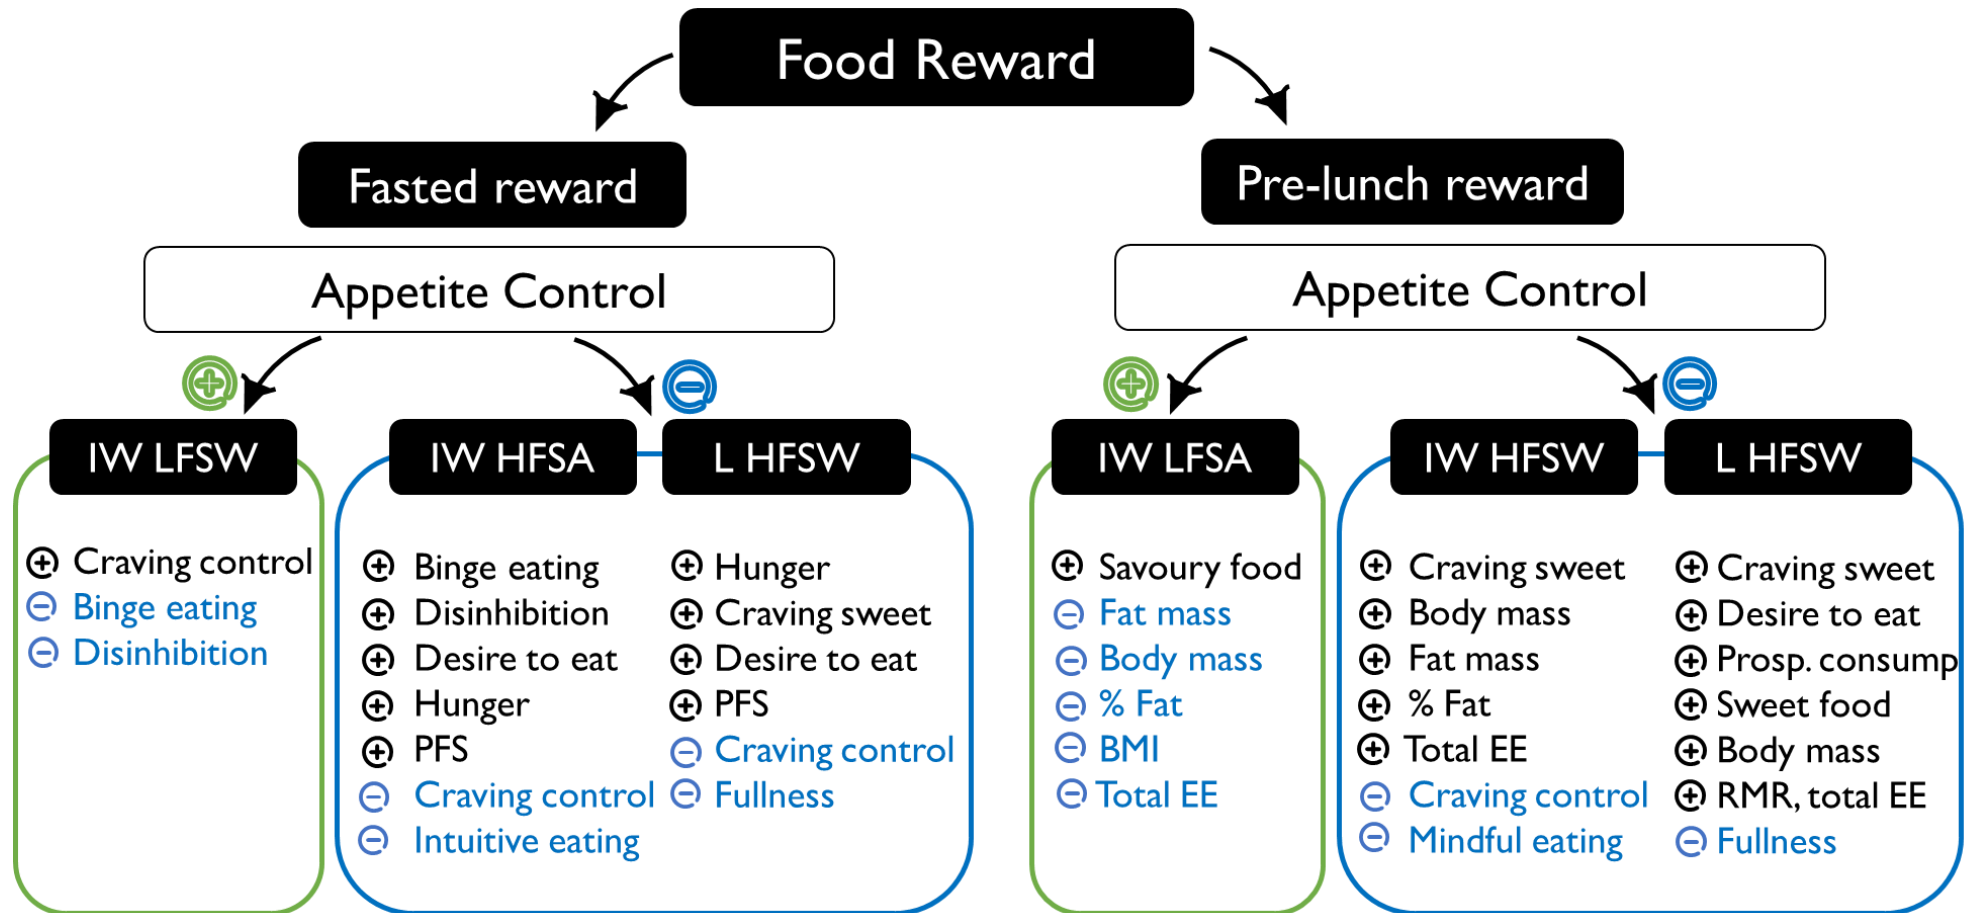 Food Reward
Fasted reward
Appetite Control
IW LFSW
Craving control
Binge eating
Disinhibition
IW HFSA
Binge eating
Disinhibition
Desire to eat
Hunger
PFS
Craving control
Intuitive eating
L HFSW
Hunger
Craving sweet
Desire to eat
PFS
Craving control
Fullness
Pre-lunch reward
Appetite Control
IW LFSA
Savoury food
Fat mass
Body mass
% Fat
BMI
Total EE
IW HFSW
Craving sweet
Body mass
Fat mass
% Fat
Total EE
Craving control
Mindful eating
L HFSW
Craving sweet
Desire to eat
Prosp. consump
Sweet food
Body mass
RMR, total EE
Fullness